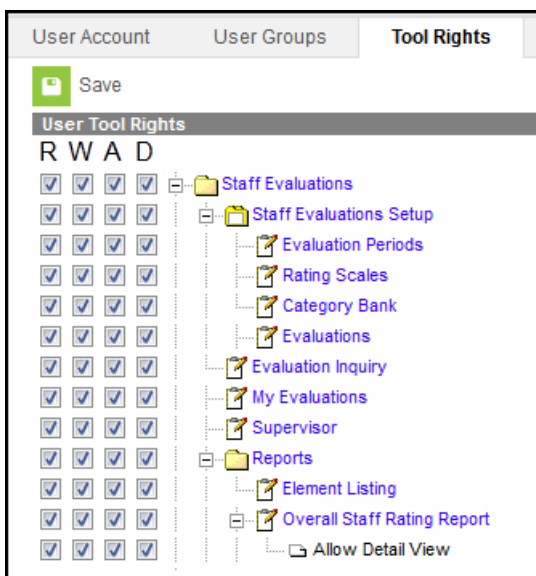 User Account User Groups Tool Rights
Save
User Tool Rights
R W A D
Staff Evaluations
Staff Evaluations Setup
Evaluation Periods
Rating Scales
Category Bank
Evaluations
Evaluation Inquiry
My Evaluations
Supervisor
Reports
Element Listing
Overall Staff Rating Report
Allow Detail View